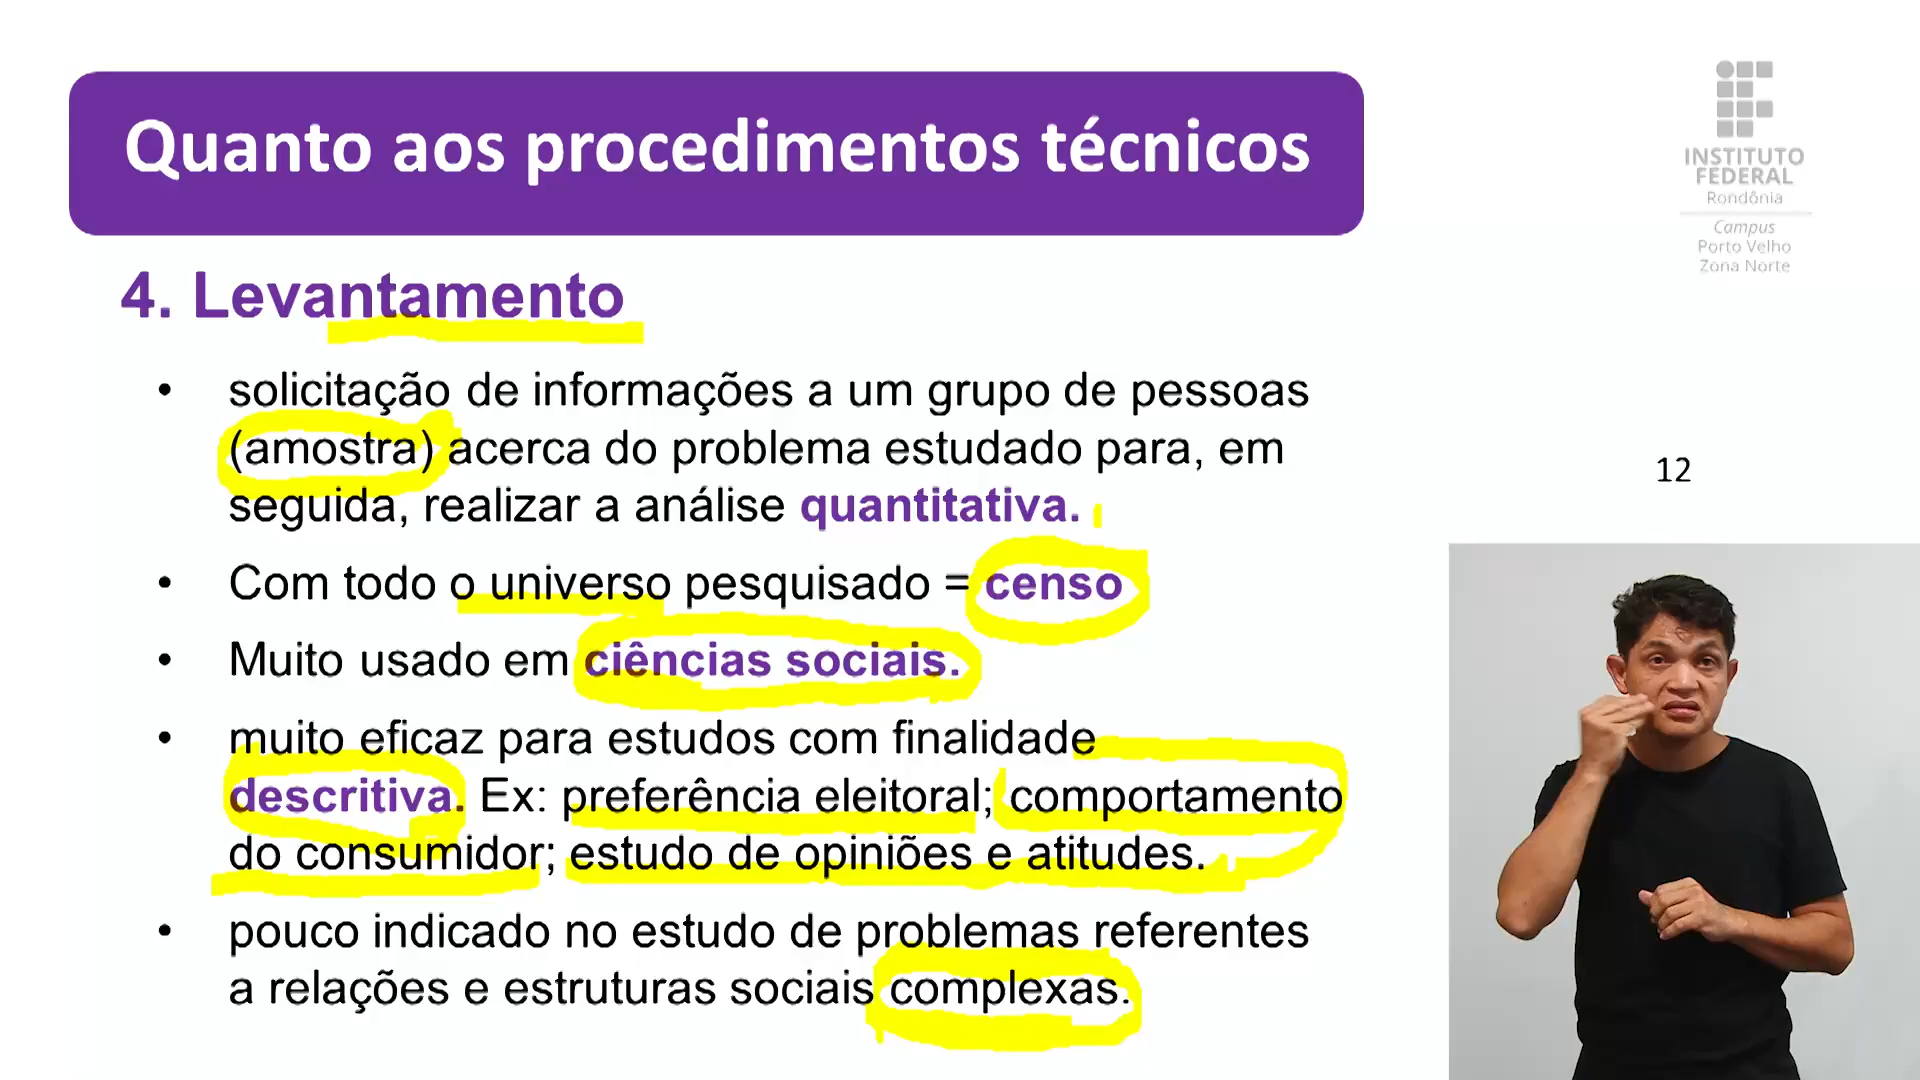 Quanto aos procedimentos técnicos
INSTITUTO
FEDERAL
Rondônia
Campus
Porto Velho
Zona Norte
4. Levantamento
• solicitação de informações a um grupo de pessoas
(amostra) acerca do problema estudado para, em
seguida, realizar a análise quantitativa.
• Com todo o universo pesquisado = censo
• Muito usado em ciências sociais.
• muito eficaz para estudos com finalidade
descritiva. Ex: preferência eleitoral; comportamento
do consumidor; estudo de opiniões e atitudes.
• pouco indicado no estudo de problemas referentes
a relações e estruturas sociais complexas.
12